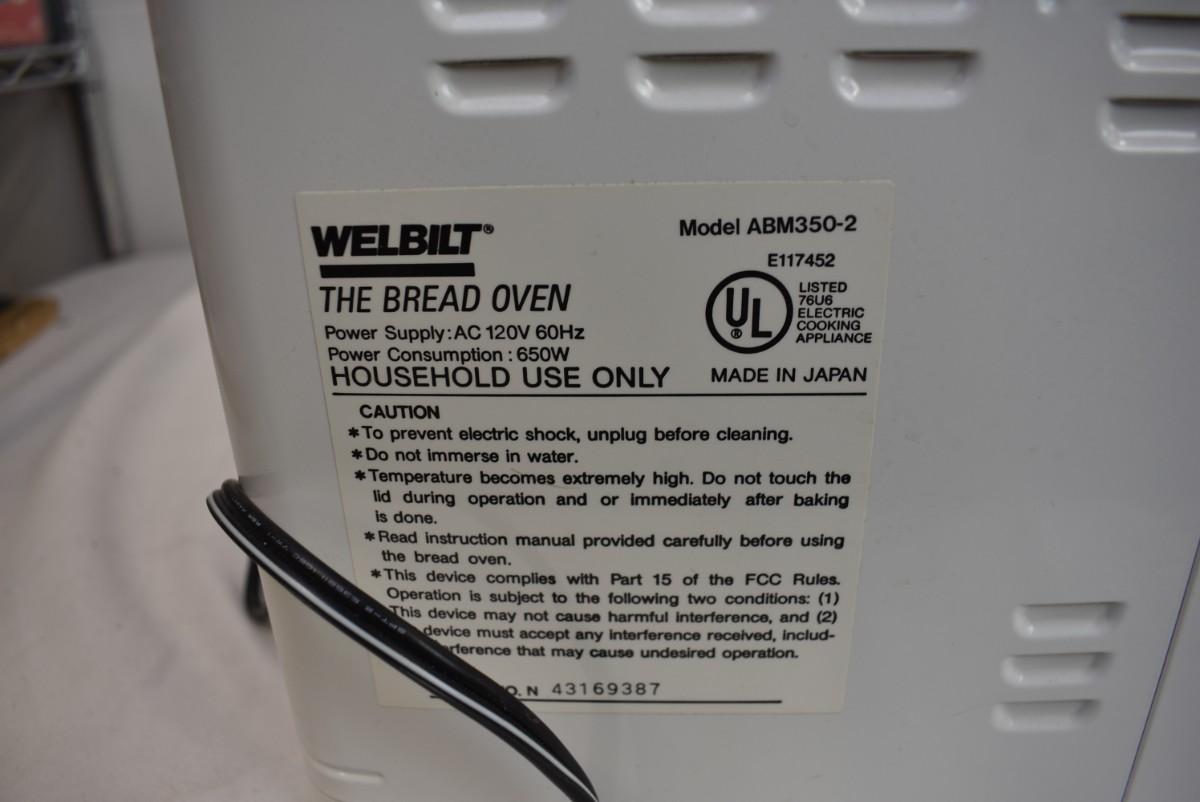 WELBILT®
Model ABM350-2
E117452
THE BREAD OVEN
UL ®
LISTED
76U6
ELECTRIC
COOKING
APPLIANCE
Power Supply: AC 120V 60Hz
Power Consumption: 650W
HOUSEHOLD USE ONLY
MADE IN JAPAN
CAUTION
*To prevent electric shock, unplug before cleaning.
*Do not immerse in water.
*Temperature becomes extremely high. Do not touch the
lid during operation and or immediately after baking
is done.
*Read instruction manual provided carefully before using
the bread oven.
*This device complies with Part 15 of the FCC Rules.
Operation is subject to the following two conditions: (1)
This device may not cause harmful interference, and (2)
device must accept any interference received, includ-
that may cause undesired operation.
N 43169387